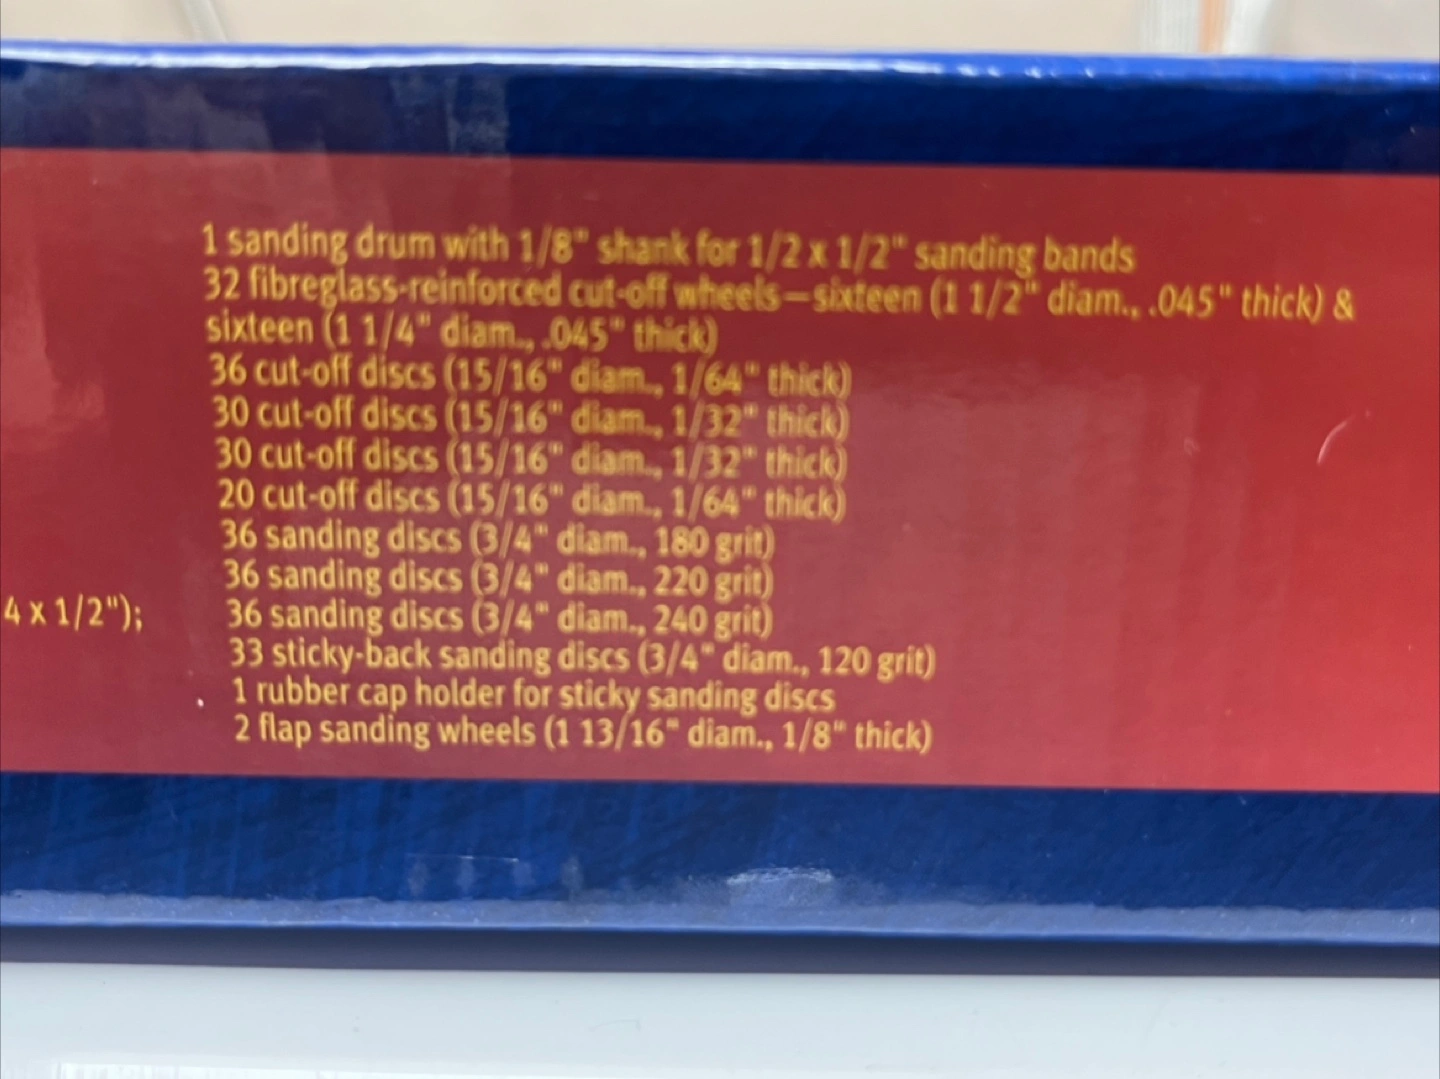 1 sanding drum with 1/8" shank for 1/2 x 1/2" sanding bands
32 fibreglass-reinforced cut-off wheels—sixteen (1 1/2" diam., .045" thick) &
sixteen (1 1/4" diam., .045" thick)
36 cut-off discs (15/16" diam., 1/64" thick)
30 cut-off discs (15/16" diam., 1/32" thick)
30 cut-off discs (15/16" diam., 1/32" thick)
20 cut-off discs (15/16" diam., 1/64" thick)
36 sanding discs (3/4" diam., 180 grit)
36 sanding discs (3/4" diam., 220 grit)
4 x 1/2");
36 sanding discs (3/4" diam., 240 grit)
33 sticky-back sanding discs (3/4" diam., 120 grit)
1 rubber cap holder for sticky sanding discs
2 flap sanding wheels (1 13/16" diam., 1/8" thick)